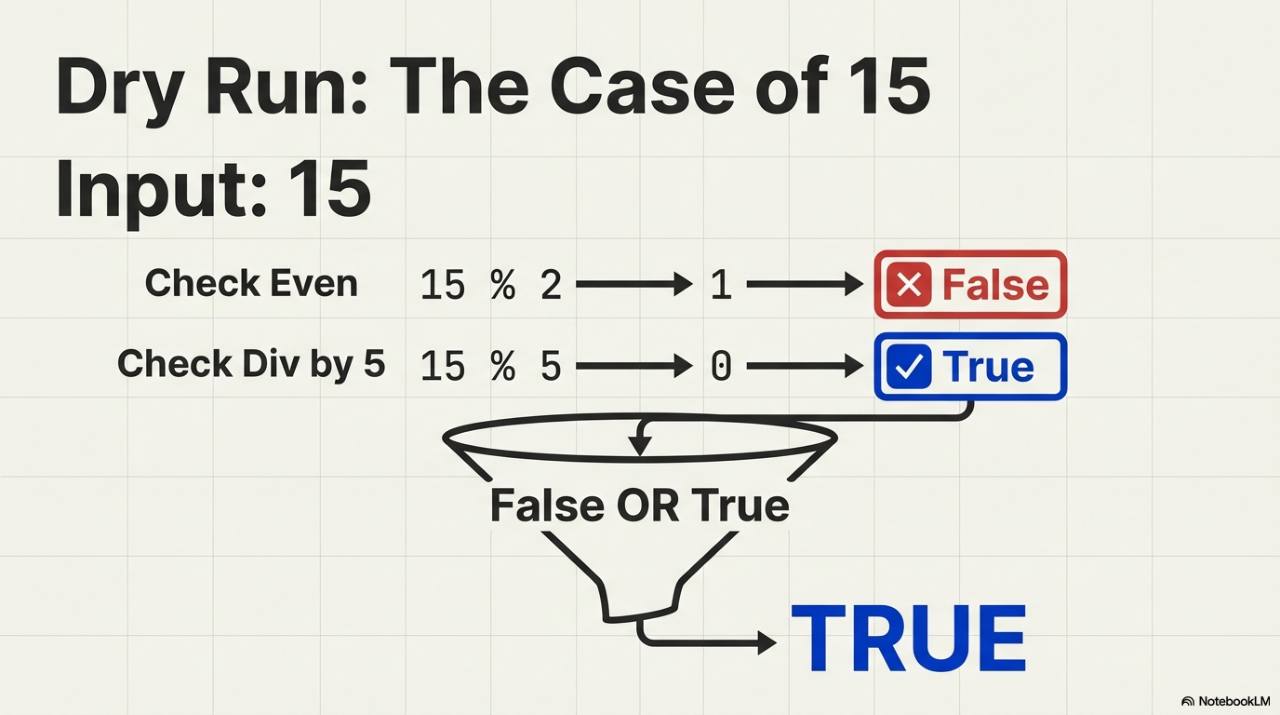 Dry Run: The Case of 15
Input: 15
Check Even 15 % 2 1 False
Check Div by 5 15 % 5 0 True
False OR True
TRUE
NotebookLM